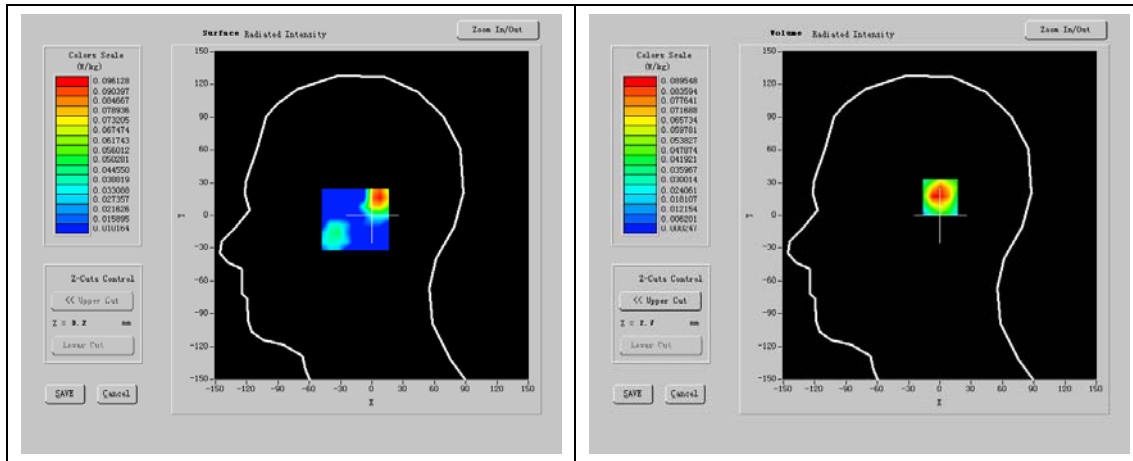 Surface Radiated Intensity
Zoom In/Out
Colors Scale
(W/kg)
0.096128
0.090397
0.084667
0.078936
0.073205
0.067474
0.061743
0.056012
0.050281
0.044550
0.038819
0.033088
0.027357
0.021626
0.015895
0.010164
150
120
90
60
30
0
-30
-60
-90
-120
-150
Y
Z-Cuts Control
<< Upper Cut
mm
Lower Cut
SAVE
Cancel
-150 -120 -90 -60 -30 0 30 60 90 120 150
X
Volume Radiated Intensity
Zoom In/Out
Colors Scale
(W/kg)
0.089548
0.083594
0.077641
0.071688
0.065734
0.059781
0.053827
0.047874
0.041921
0.035967
0.030014
0.024061
0.018107
0.012154
0.006201
0.000247
150
120
90
60
30
0
-30
-60
-90
-120
-150
Y
Z-Cuts Control
<< Upper Cut
mm
Lower Cut
SAVE
Cancel
-150 -120 -90 -60 -30 0 30 60 90 120 150
X